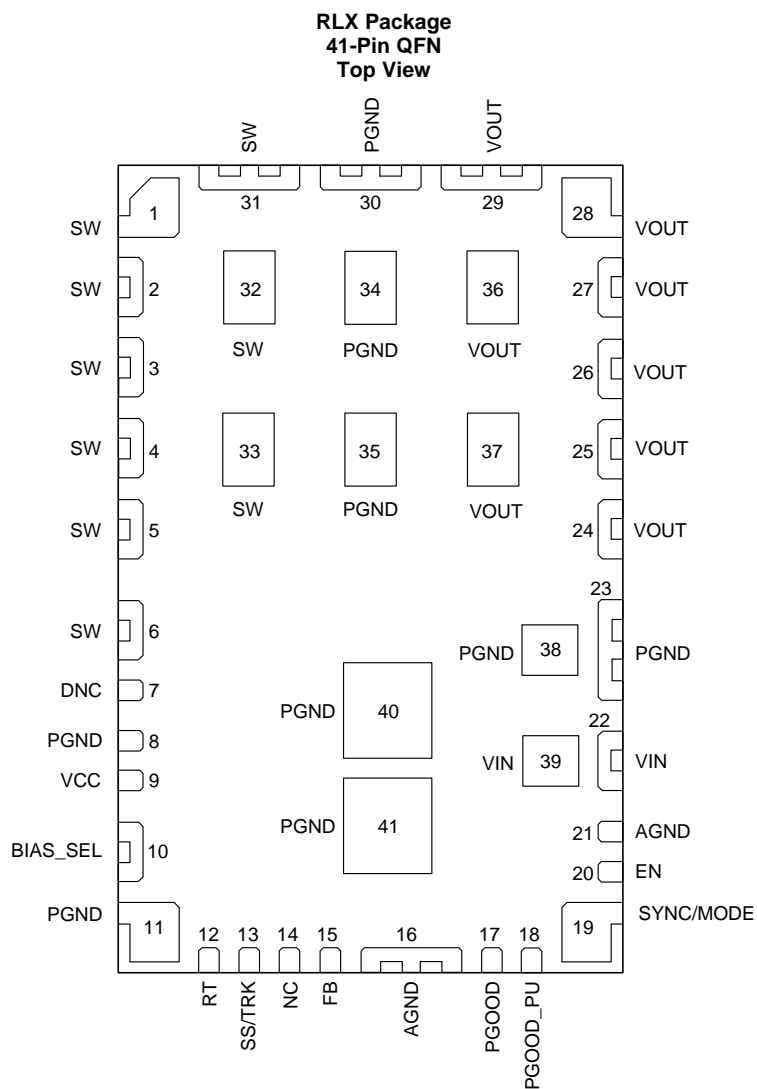 RLX Package
41-Pin QFN
Top View
SW
PGND
VOUT
31
30
29
1
28
SW
VOUT
SW
2
32
34
36
27
VOUT
SW
PGND
VOUT
SW
3
26
VOUT
SW
4
33
35
37
25
VOUT
SW
PGND
VOUT
SW
5
24
VOUT
23
SW
6
PGND
38
PGND
DNC
7
PGND
40
22
PGND
8
VIN
39
VIN
VCC
9
PGND
41
21
AGND
BIAS_SEL
10
20
EN
PGND
11
19
SYNC/MODE
12
13
14
15
16
17
18
RT
SS/TRK
NC
FB
AGND
PGOOD
PGOOD_PU